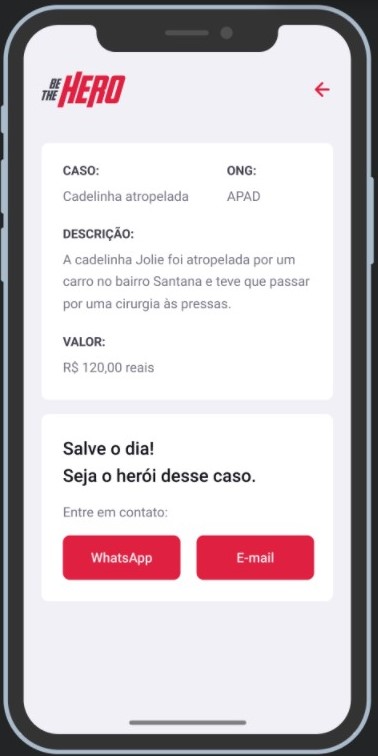 BE
THE HERO
CASO: ONG:
Cadelinha atropelada APAD
DESCRIÇÃO:
A cadelinha Jolie foi atropelada por um
carro no bairro Santana e teve que passar
por uma cirurgia às pressas.
VALOR:
R$ 120,00 reais
Salve o dia!
Seja o herói desse caso.
Entre em contato:
WhatsApp E-mail